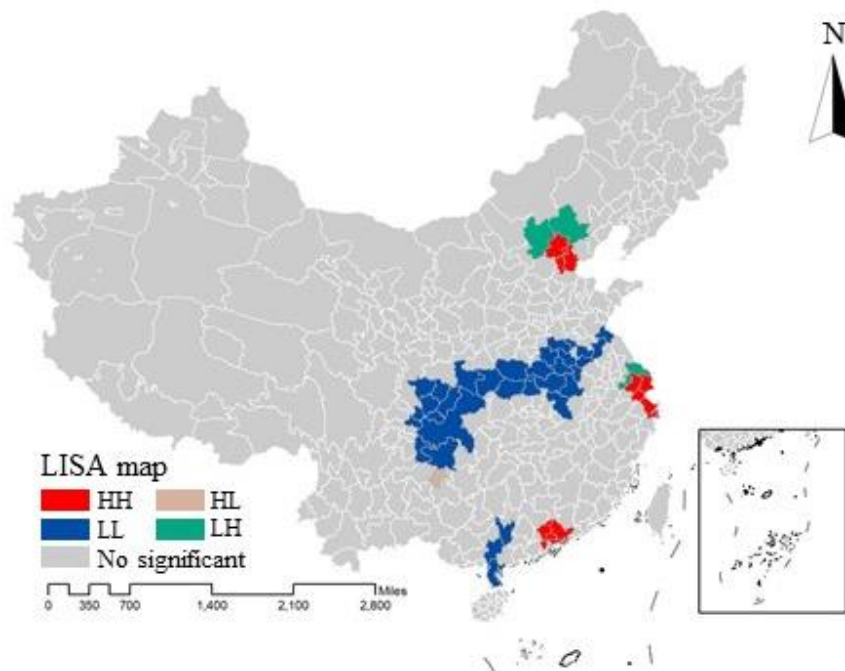 N
LISA map
HH HL
LL LH
No significant
Miles
0 350 700 1,400 2,100 2,800